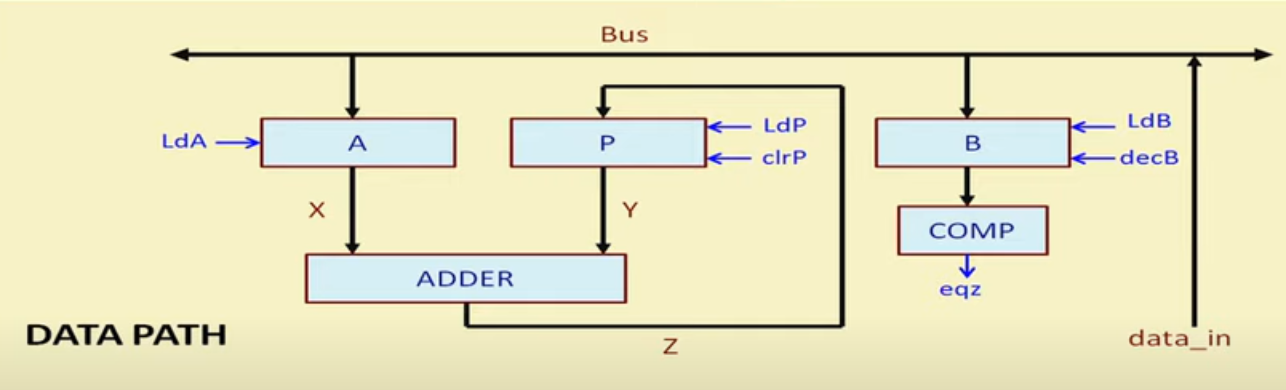 Bus
LdA
A
P
LdP
clrP
B
LdB
decB
X
Y
COMP
ADDER
eqz
DATA PATH
Z
data_in